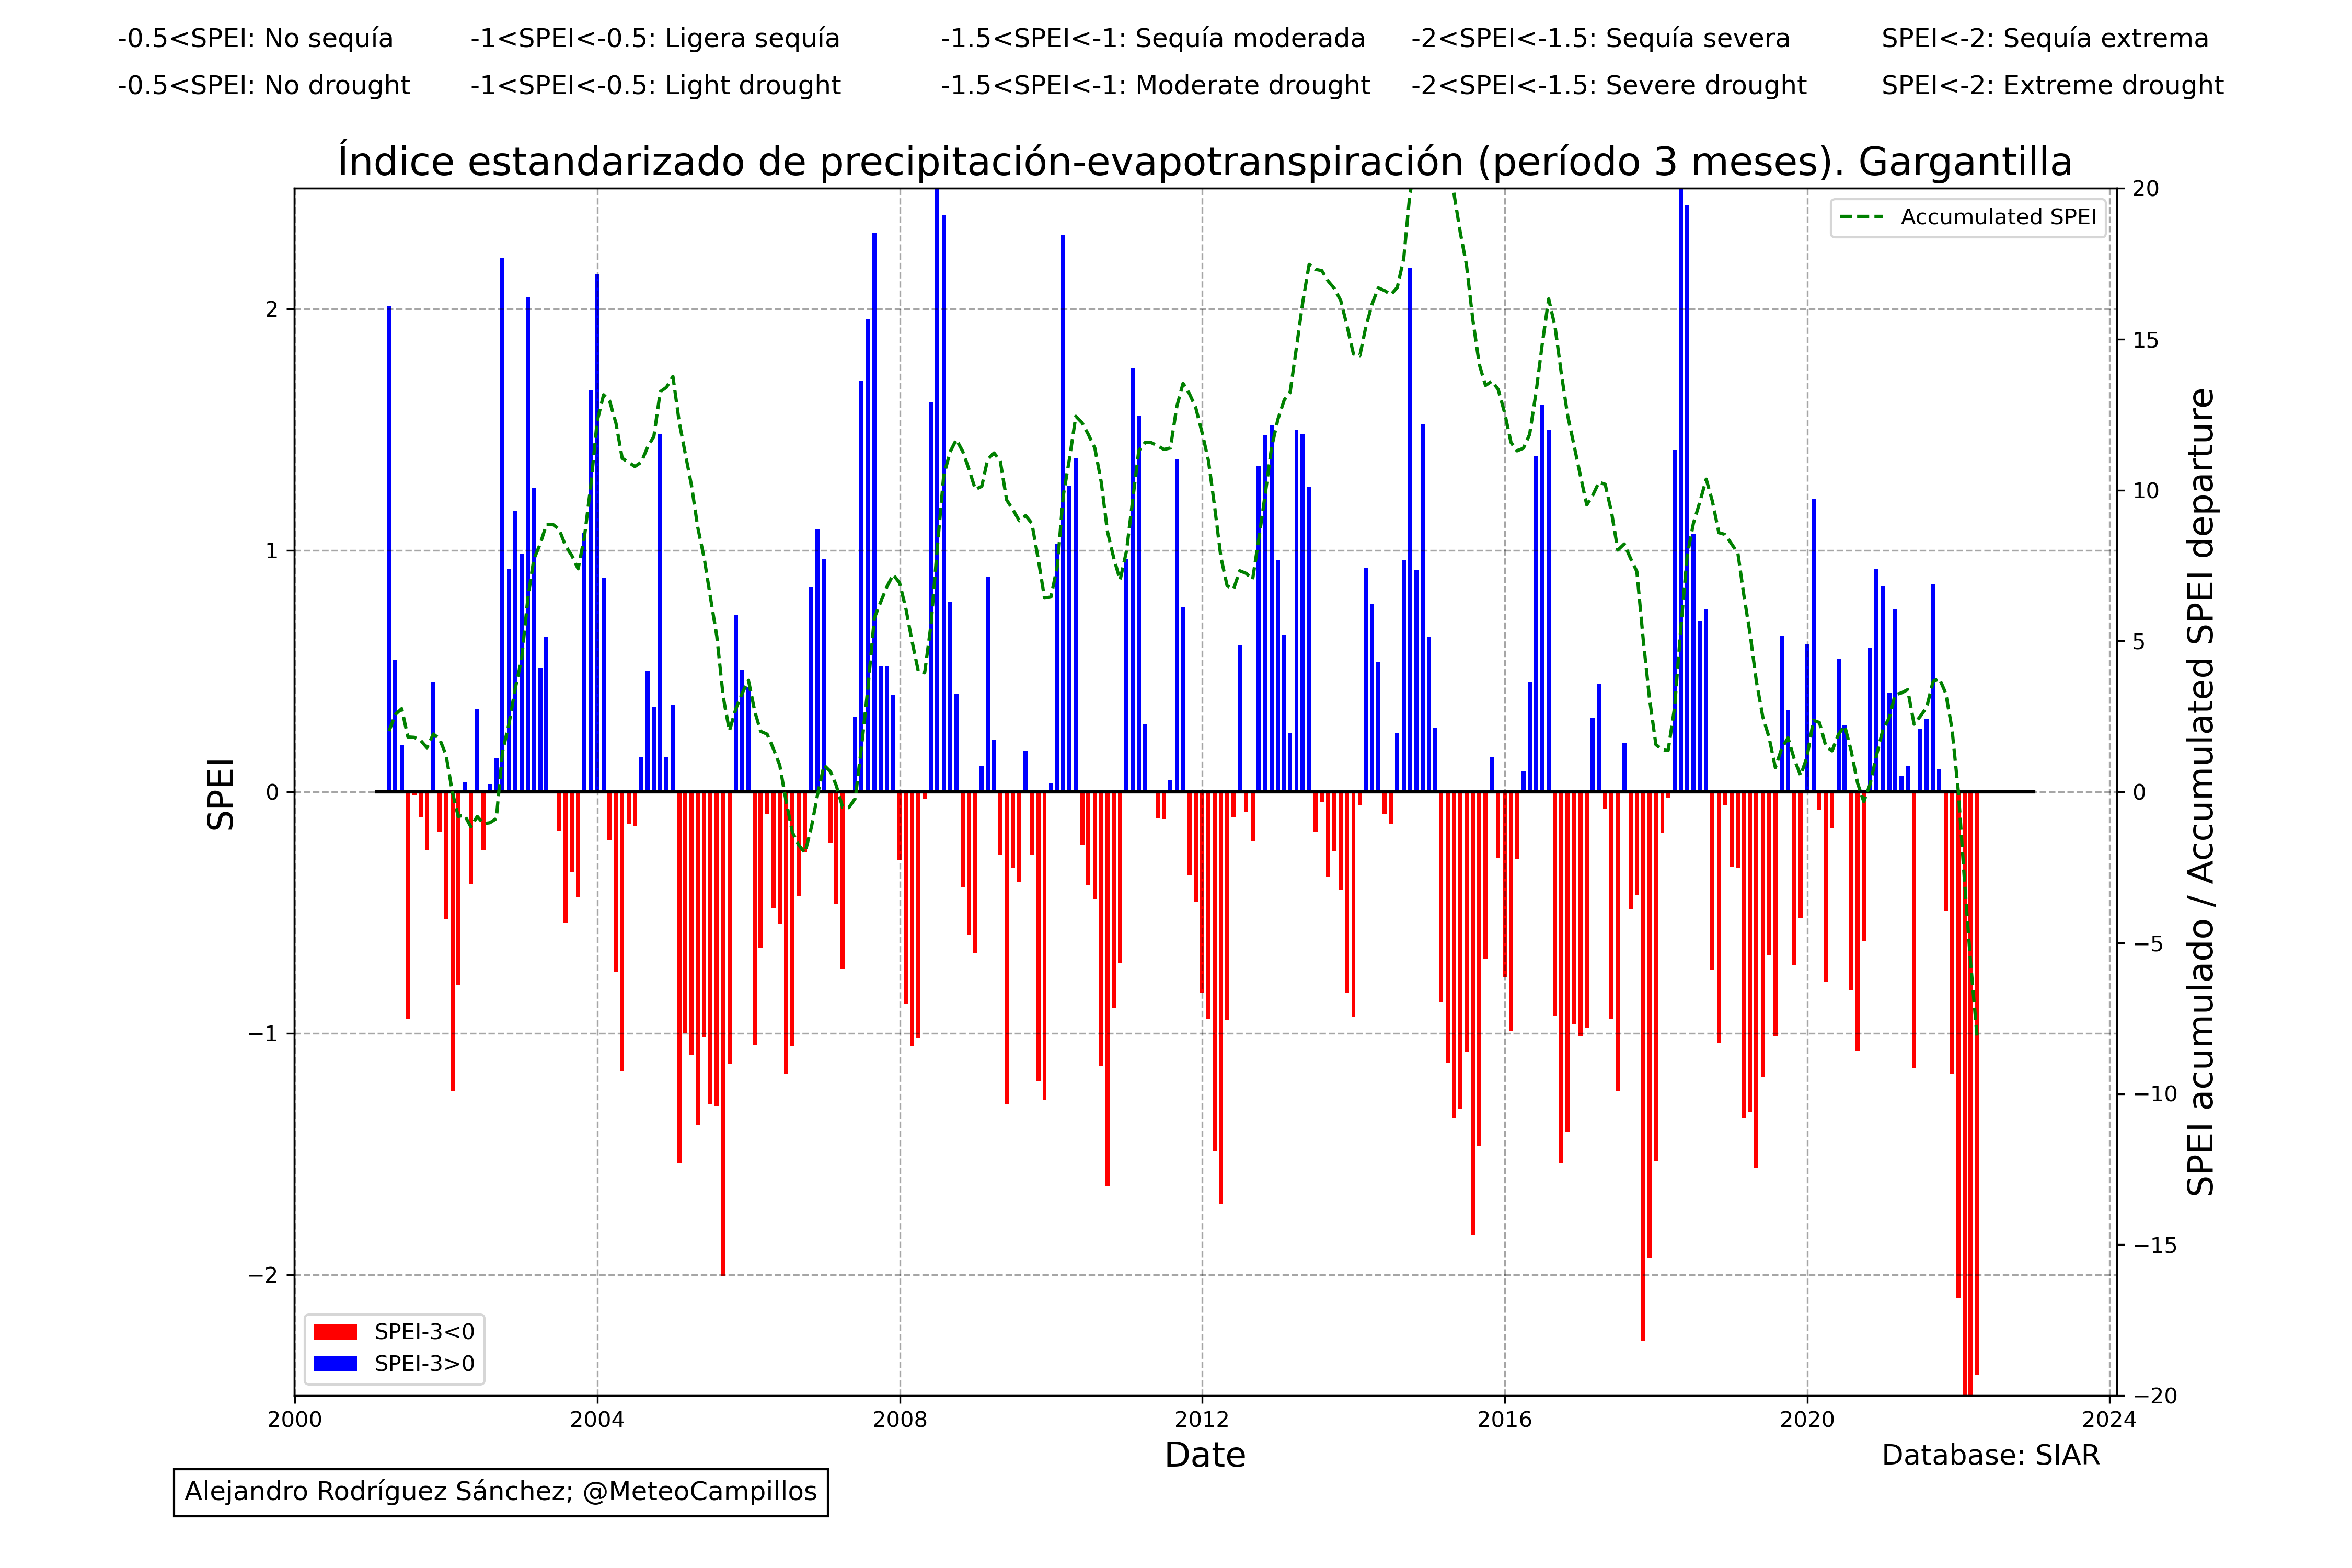 -0.5<SPEI: No sequía -1<SPEI<-0.5: Ligera sequía -1.5<SPEI<-1: Sequía moderada -2<SPEI<-1.5: Sequía severa SPEI<-2: Sequía extrema
-0.5<SPEI: No drought -1<SPEI<-0.5: Light drought -1.5<SPEI<-1: Moderate drought -2<SPEI<-1.5: Severe drought SPEI<-2: Extreme drought
Índice estandarizado de precipitación-evapotranspiración (período 3 meses). Gargantilla
Accumulated SPEI
SPEI
2
1
0
−1
−2
20
15
10
5
0
−5
−10
−15
−20
SPEI acumulado / Accumulated SPEI departure
SPEI-3<0
SPEI-3>0
2000 2004 2008 2012 2016 2020 2024
Date
Database: SIAR
Alejandro Rodríguez Sánchez; @MeteoCampillos